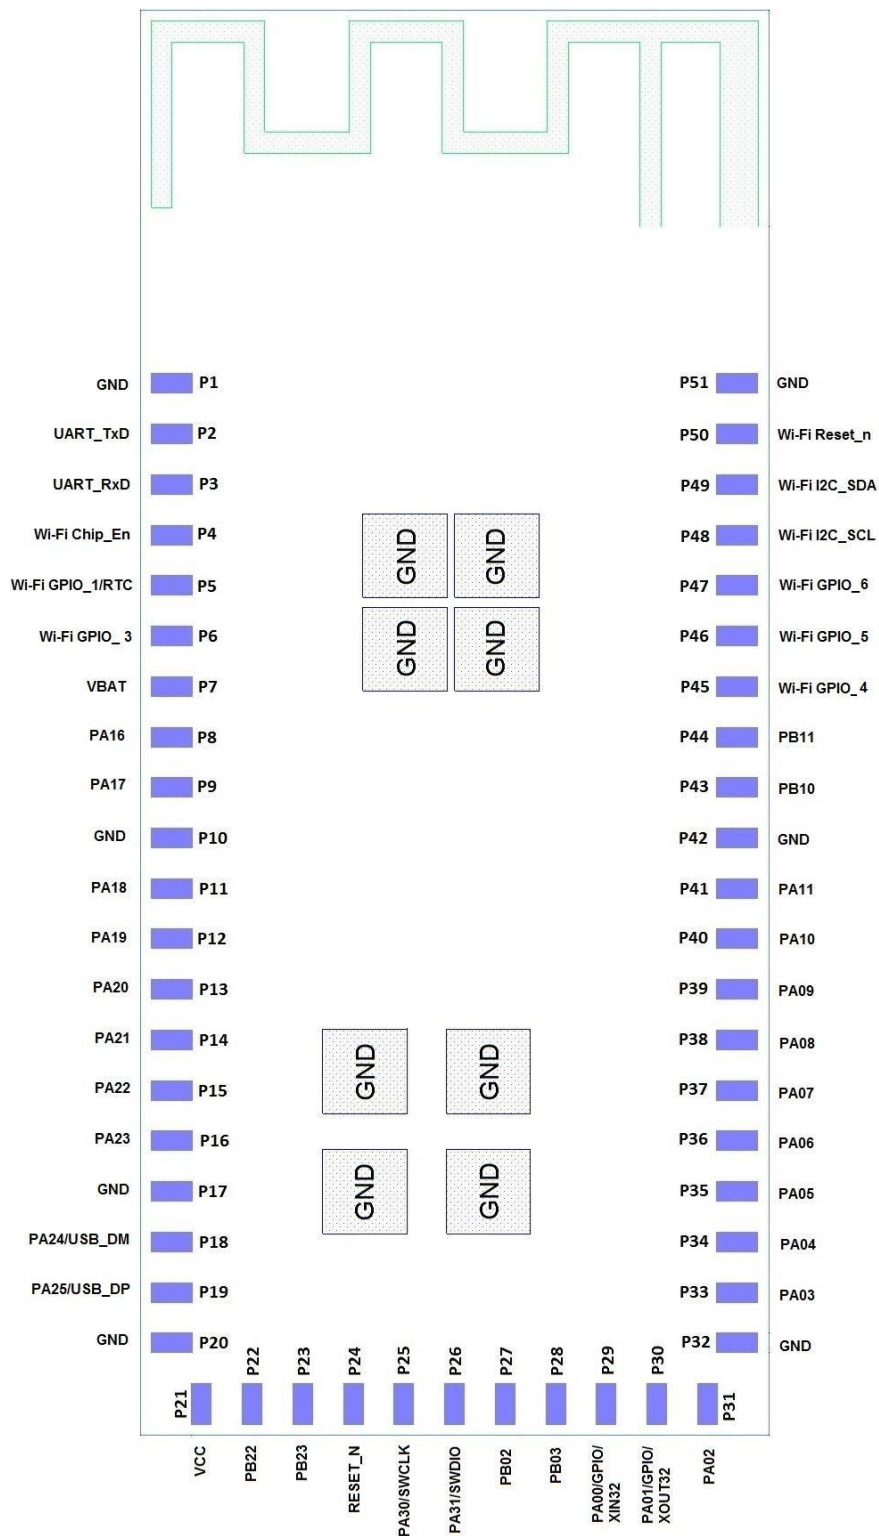 GND P1 P51 GND
UART_TxD P2 P50 Wi-Fi Reset_n
UART_RxD P3 P49 Wi-Fi I2C_SDA
Wi-Fi Chip_En P4 GND GND P48 Wi-Fi I2C_SCL
Wi-Fi GPIO_1/RTC P5 P47 Wi-Fi GPIO_6
Wi-Fi GPIO_ 3 P6 GND GND P46 Wi-Fi GPIO_5
VBAT P7 P45 Wi-Fi GPIO_4
PA16 P8 P44 PB11
PA17 P9 P43 PB10
GND P10 P42 GND
PA18 P11 P41 PA11
PA19 P12 P40 PA10
PA20 P13 P39 PA09
PA21 P14 P38 PA08
GND GND
PA22 P15 P37 PA07
PA23 P16 P36 PA06
GND P17 GND GND P35 PA05
PA24/USB_DM P18 P34 PA04
PA25/USB_DP P19 P33 PA03
GND P20 P32 GND
P21 P22 P23 P24 P25 P26 P27 P28 P29 P30 P31
VCC
PB22
PB23
RESET_N
PA30/SWCLK
PA31/SWDIO
PB02
PB03
PA00/GPIO/
XIN32
PA01/GPIO/
XOUT32
PA02